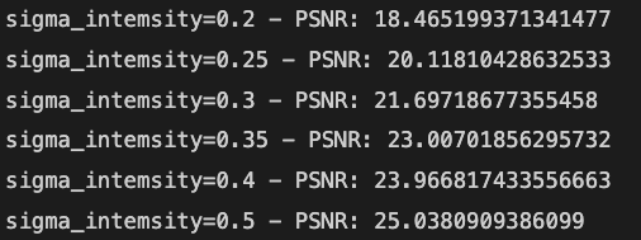 sigma_intemsity=0.2 – PSNR: 18.465199371341477
sigma_intemsity=0.25 – PSNR: 20.11810428632533
sigma_intemsity=0.3 – PSNR: 21.69718677355458
sigma_intemsity=0.35 – PSNR: 23.00701856295732
sigma_intemsity=0.4 – PSNR: 23.966817433556663
sigma_intemsity=0.5 – PSNR: 25.0380909386099